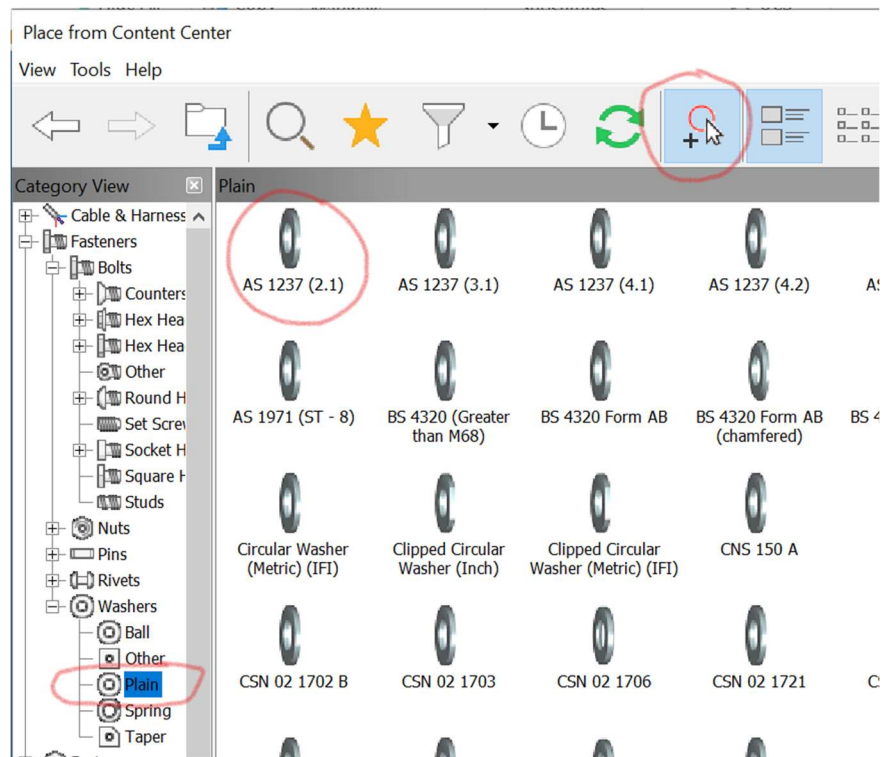 Place from Content Center
View Tools Help
Category View
Plain
Cable & Harness
Fasteners
Bolts
Counters
Hex Hea
Hex Hea
Other
Round H
Set Screw
Socket H
Square H
Studs
Nuts
Pins
Rivets
Washers
Ball
Other
Plain
Spring
Taper
AS 1237 (2.1)
AS 1237 (3.1)
AS 1237 (4.1)
AS 1237 (4.2)
AS 1971 (ST - 8)
BS 4320 (Greater
than M68)
BS 4320 Form AB
BS 4320 Form AB
(chamfered)
BS 4
Circular Washer
(Metric) (IFI)
Clipped Circular
Washer (Inch)
Clipped Circular
Washer (Metric) (IFI)
CNS 150 A
CSN 02 1702 B
CSN 02 1703
CSN 02 1706
CSN 02 1721